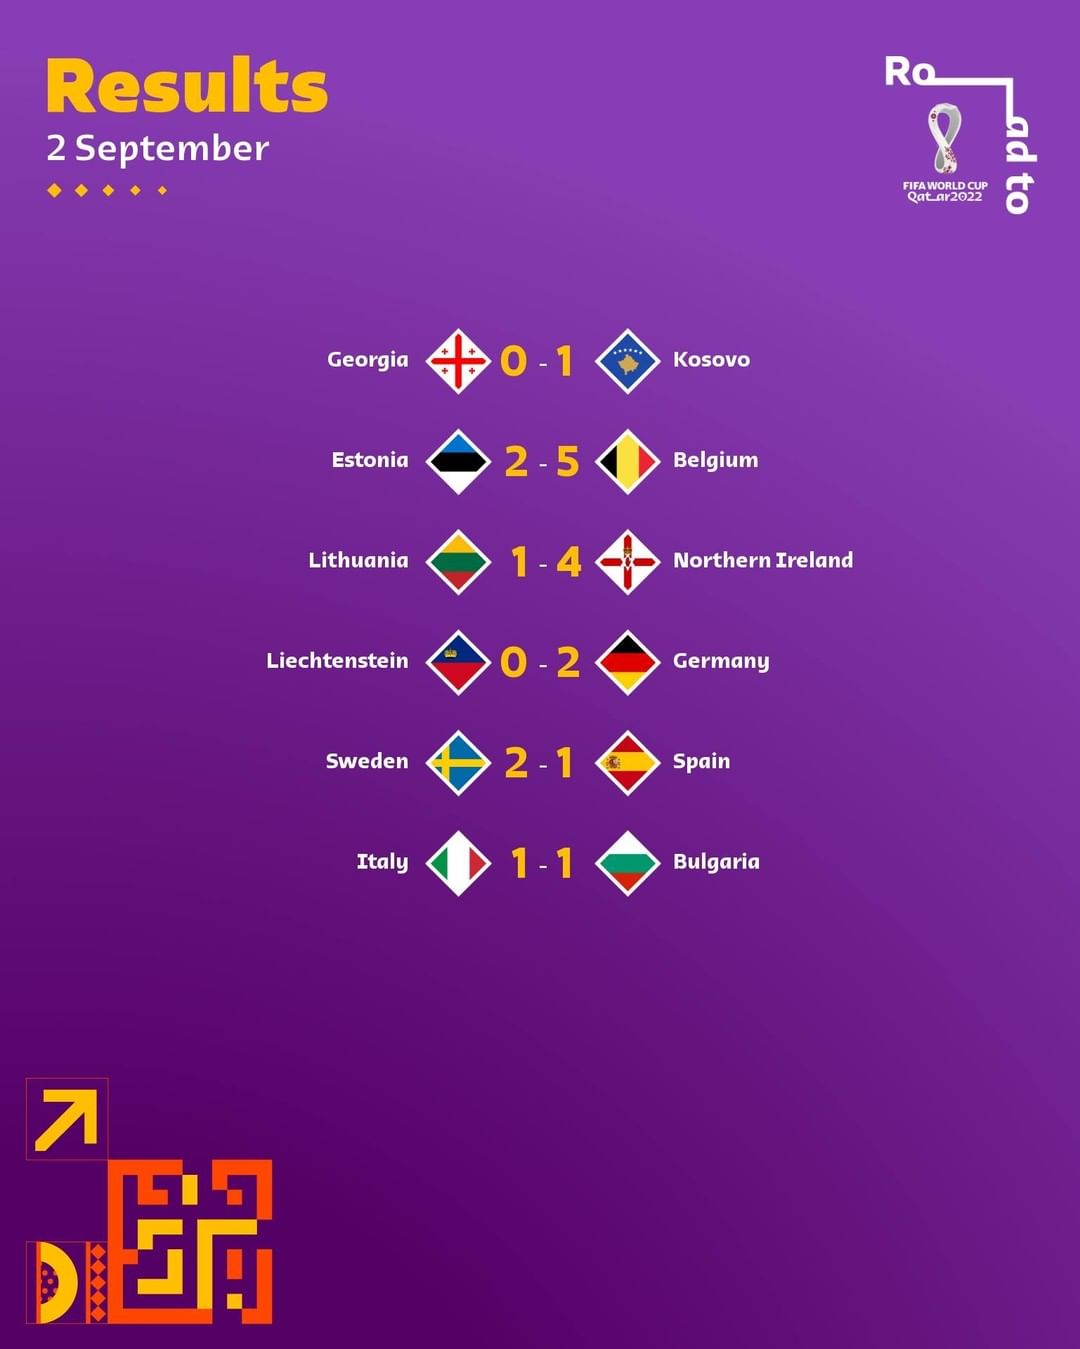 Results
2 September
Road to
FIFA WORLD CUP
Qatar2022
Georgia 0 - 1 Kosovo
Estonia 2 - 5 Belgium
Lithuania 1 - 4 Northern Ireland
Liechtenstein 0 - 2 Germany
Sweden 2 - 1 Spain
Italy 1 - 1 Bulgaria